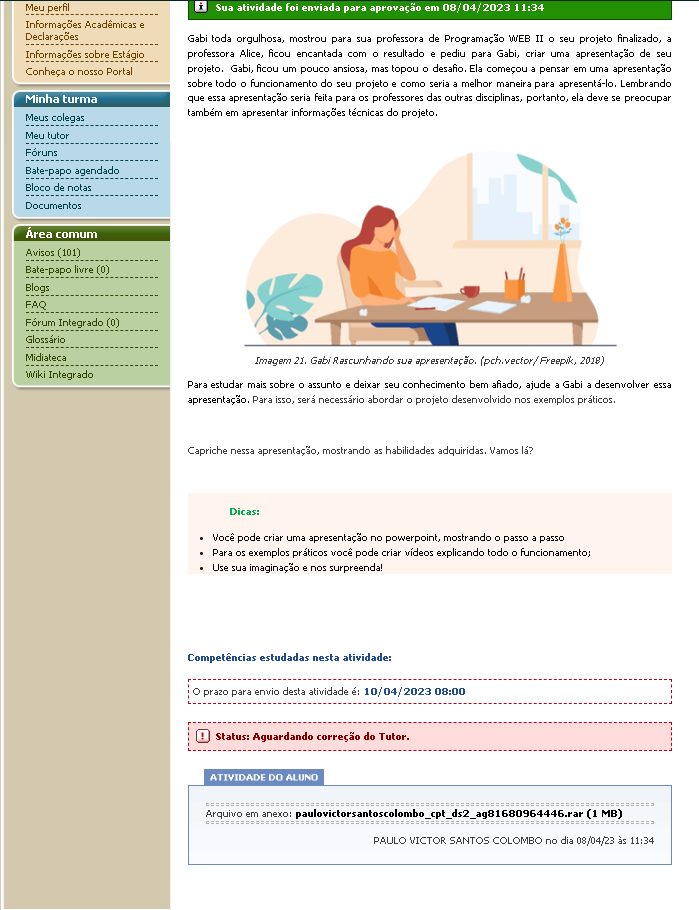 Meu perfil
Informações Acadêmicas e
Declarações
Informações sobre Estágio
Conheça o nosso Portal
Minha turma
Meus colegas
Meu tutor
Fóruns
Bate-papo agendado
Bloco de notas
Documentos
Área comum
Avisos (101)
Bate-papo livre (0)
Blogs
FAQ
Fórum Integrado (0)
Glossário
Midiateca
Wiki Integrado
Sua atividade foi enviada para aprovação em 08/04/2023 11:34
Gabi toda orgulhosa, mostrou para sua professora de Programação WEB II o seu projeto finalizado, a
professora Alice, ficou encantada com o resultado e pediu para Gabi, criar uma apresentação de seu
projeto. Gabi, ficou um pouco ansiosa, mas topou o desafio. Ela começou a pensar em uma apresentação
sobre todo o funcionamento do seu projeto e como seria a melhor maneira para apresentá-lo. Lembrando
que essa apresentação seria feita para os professores das outras disciplinas, portanto, ela deve se preocupar
também em apresentar informações técnicas do projeto.
Imagem 21. Gabi Rascunhando sua apresentação. (pch.vector/ Freepik, 2018)
Para estudar mais sobre o assunto e deixar seu conhecimento bem afiado, ajude a Gabi a desenvolver essa
apresentação. Para isso, será necessário abordar o projeto desenvolvido nos exemplos práticos.
Capriche nessa apresentação, mostrando as habilidades adquiridas. Vamos lá?
Dicas:
• Você pode criar uma apresentação no powerpoint, mostrando o passo a passo
• Para os exemplos práticos você pode criar vídeos explicando todo o funcionamento;
• Use sua imaginação e nos surpreenda!
Competências estudadas nesta atividade:
O prazo para envio desta atividade é: 10/04/2023 08:00
Status: Aguardando correção do Tutor.
ATIVIDADE DO ALUNO
Arquivo em anexo: paulovictorsantoscolombo_cpt_ds2_ag81680964446.rar (1 MB)
PAULO VICTOR SANTOS COLOMBO no dia 08/04/23 às 11:34